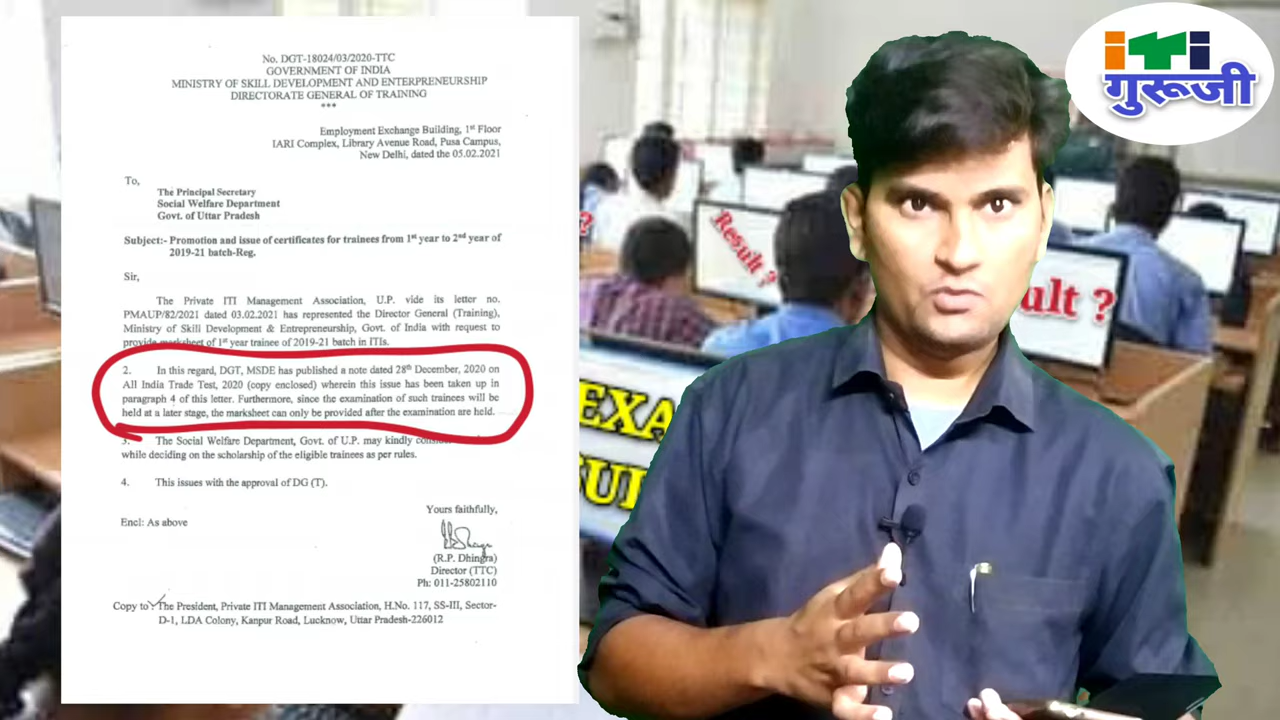 No. DGT-18024/03/2020-TTC
GOVERNMENT OF INDIA
MINISTRY OF SKILL DEVELOPMENT AND ENTERPRENEURSHIP
DIRECTORATE GENERAL OF TRAINING
***
Employment Exchange Building, 1st Floor
IARI Complex, Library Avenue Road, Pusa Campus,
New Delhi, dated the 05.02.2021
To,
The Principal Secretary
Social Welfare Department
Govt. of Uttar Pradesh
Subject:- Promotion and issue of certificates for trainees from 1st year to 2nd year of
2019-21 batch-Reg.
Sir,
The Private ITI Management Association, U.P. vide its letter no.
PMAUP/82/2021 dated 03.02.2021 has represented the Director General (Training),
Ministry of Skill Development & Entrepreneurship, Govt. of India with request to
provide marksheet of 1st year trainee of 2019-21 batch in ITIs.
2. In this regard, DGT, MSDE has published a note dated 28th December, 2020 on
All India Trade Test, 2020 (copy enclosed) wherein this issue has been taken up in
paragraph 4 of this letter. Furthermore, since the examination of such trainees will be
held at a later stage, the marksheet can only be provided after the examination are held.
3. The Social Welfare Department, Govt. of U.P. may kindly
while deciding on the scholarship of the eligible trainees as per rules.
4. This issues with the approval of DG (T).
Yours faithfully,
Encl: As above
(R.P. Dhingra)
Director (TTC)
Ph: 011-25802110
Copy to: The President, Private ITI Management Association, H.No. 117, SS-III, Sector-
D-1, LDA Colony, Kanpur Road, Lucknow, Uttar Pradesh-226012
iTi
गुरूजी
?
Result ?
ult ?
EXA